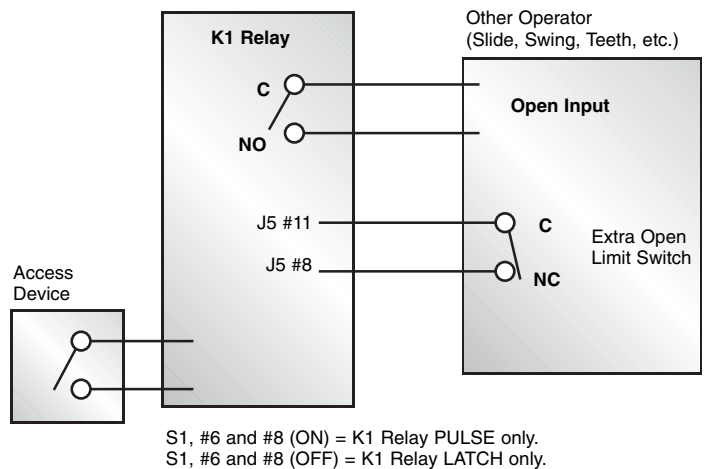 K1 Relay
C
NO
J5 #11
J5 #8
Other Operator
(Slide, Swing, Teeth, etc.)
Open Input
C
NC
Extra Open
Limit Switch
Access
Device
S1, #6 and #8 (ON) = K1 Relay PULSE only.
S1, #6 and #8 (OFF) = K1 Relay LATCH only.